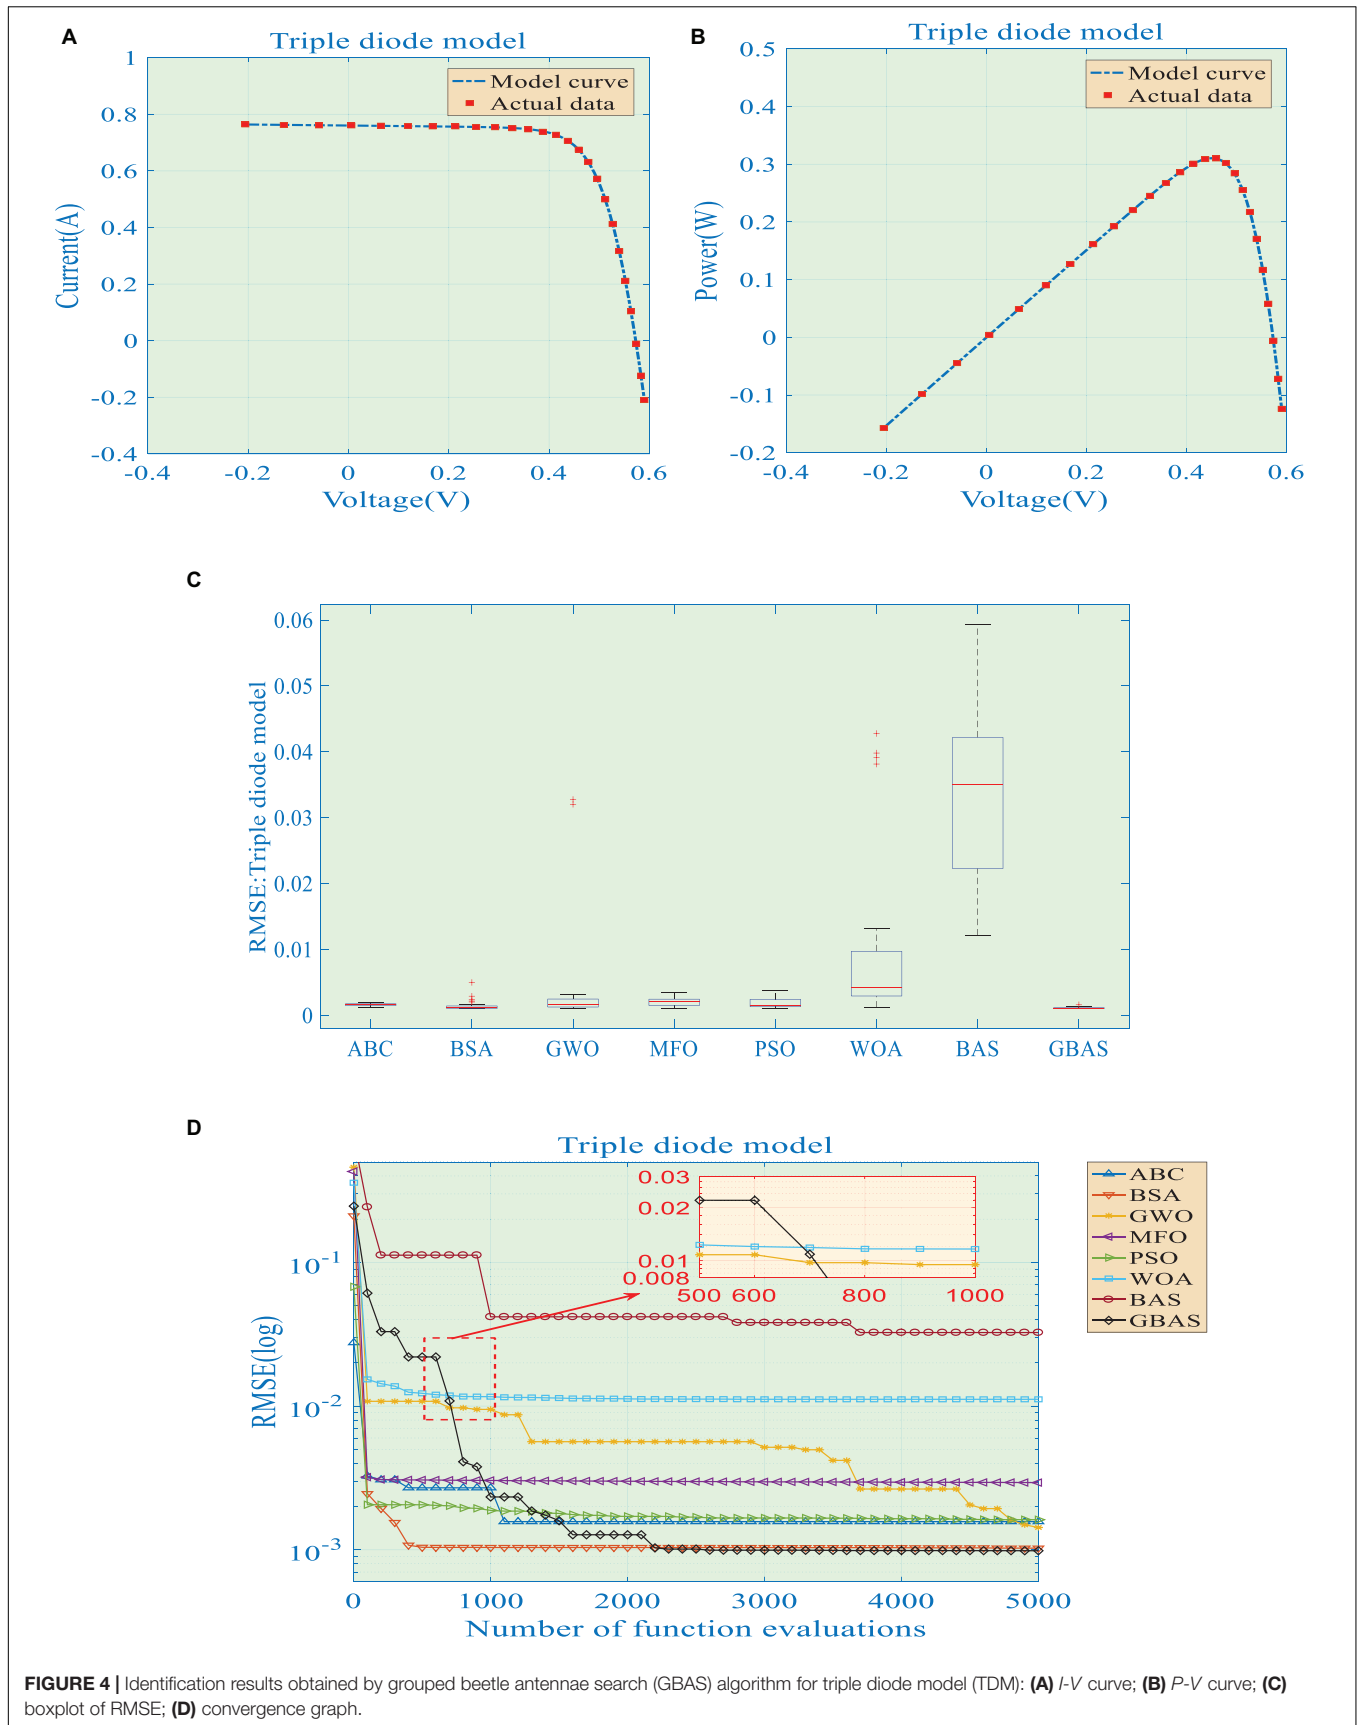 A
Triple diode model
1
0.8
0.6
0.4
0.2
0
-0.2
-0.4
Current(A)
Model curve
Actual data
-0.4 -0.2 0 0.2 0.4 0.6
Voltage(V)
B
Triple diode model
0.5
0.4
0.3
0.2
0.1
0
-0.1
-0.2
Power(W)
Model curve
Actual data
-0.4 -0.2 0 0.2 0.4 0.6
Voltage(V)
C
0.06
0.05
0.04
0.03
0.02
0.01
0
RMSE:Triple diode model
ABC BSA GWO MFO PSO WOA BAS GBAS
D
Triple diode model
10-1
10-2
10-3
RMSE(log)
0.03
0.02
0.01
0.008
500 600 800 1000
0 1000 2000 3000 4000 5000
Number of function evaluations
ABC
BSA
GWO
MFO
PSO
WOA
BAS
GBAS
FIGURE 4 | Identification results obtained by grouped beetle antennae search (GBAS) algorithm for triple diode model (TDM): (A) I-V curve; (B) P-V curve; (C)
boxplot of RMSE; (D) convergence graph.